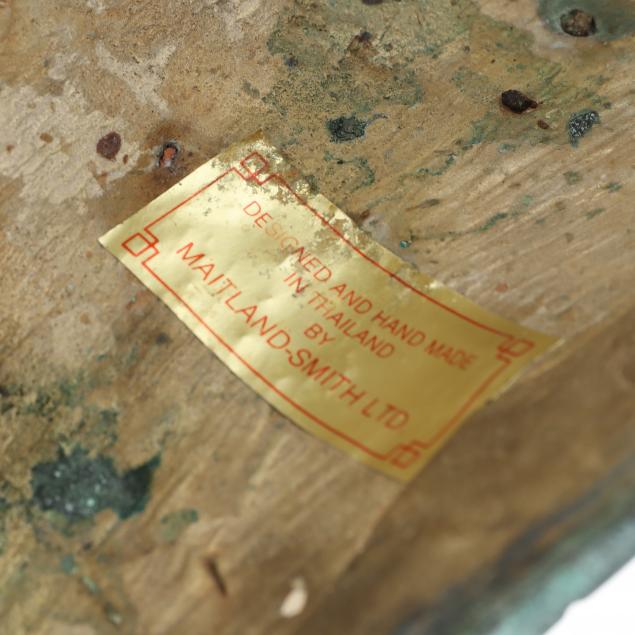 DESIGNED AND HAND MADE
IN THAILAND
BY
MAITLAND-SMITH LTD